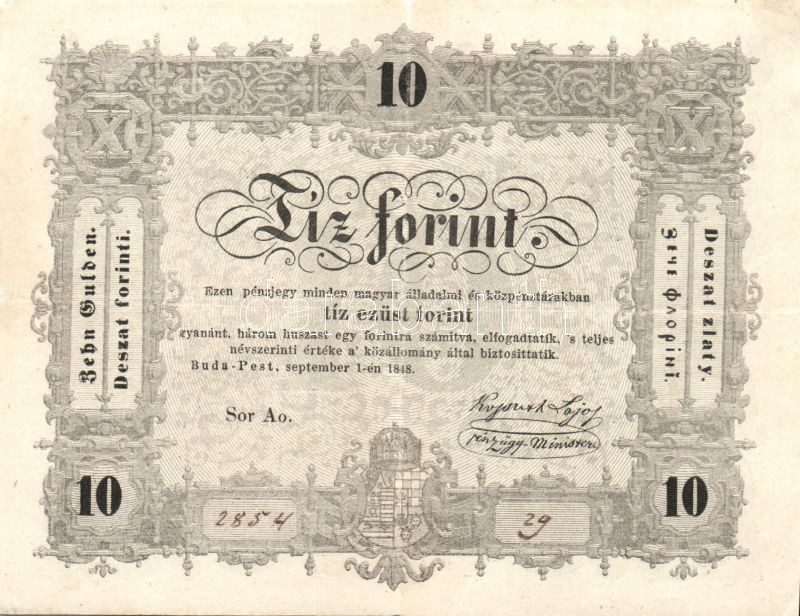 10
X
X
Tíz forint.
Ezen pénzjegy minden magyar álladalmi és közpénztárakban
tíz ezüst forint
gyanánt, három huszast egy forintra számítva, elfogadtatik, 's teljes
névszerinti értéke a' közállomány által biztosittatik.
Buda-Pest, september 1-én 1848.
Sor Ao.
Kossuth Lajos
pénzügy-Minister
Zehn Gulden.
Deszat forinti.
Deszat zlaty.
10
2854
29
10